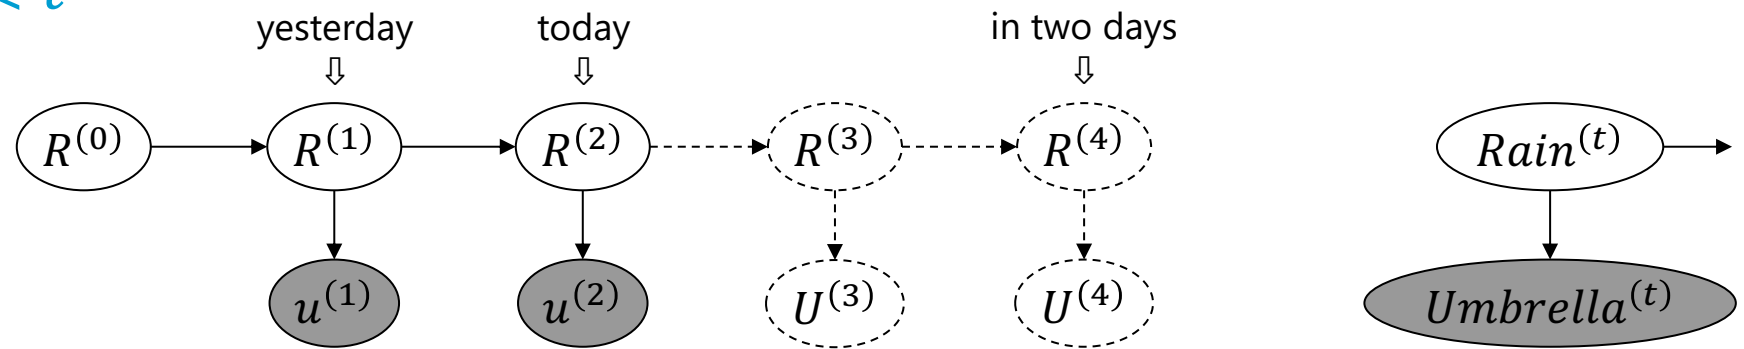 < t
yesterday today in two days
R^(0) R^(1) R^(2) R^(3) R^(4) Rain^(t)
u^(1) u^(2) U^(3) U^(4) Umbrella^(t)